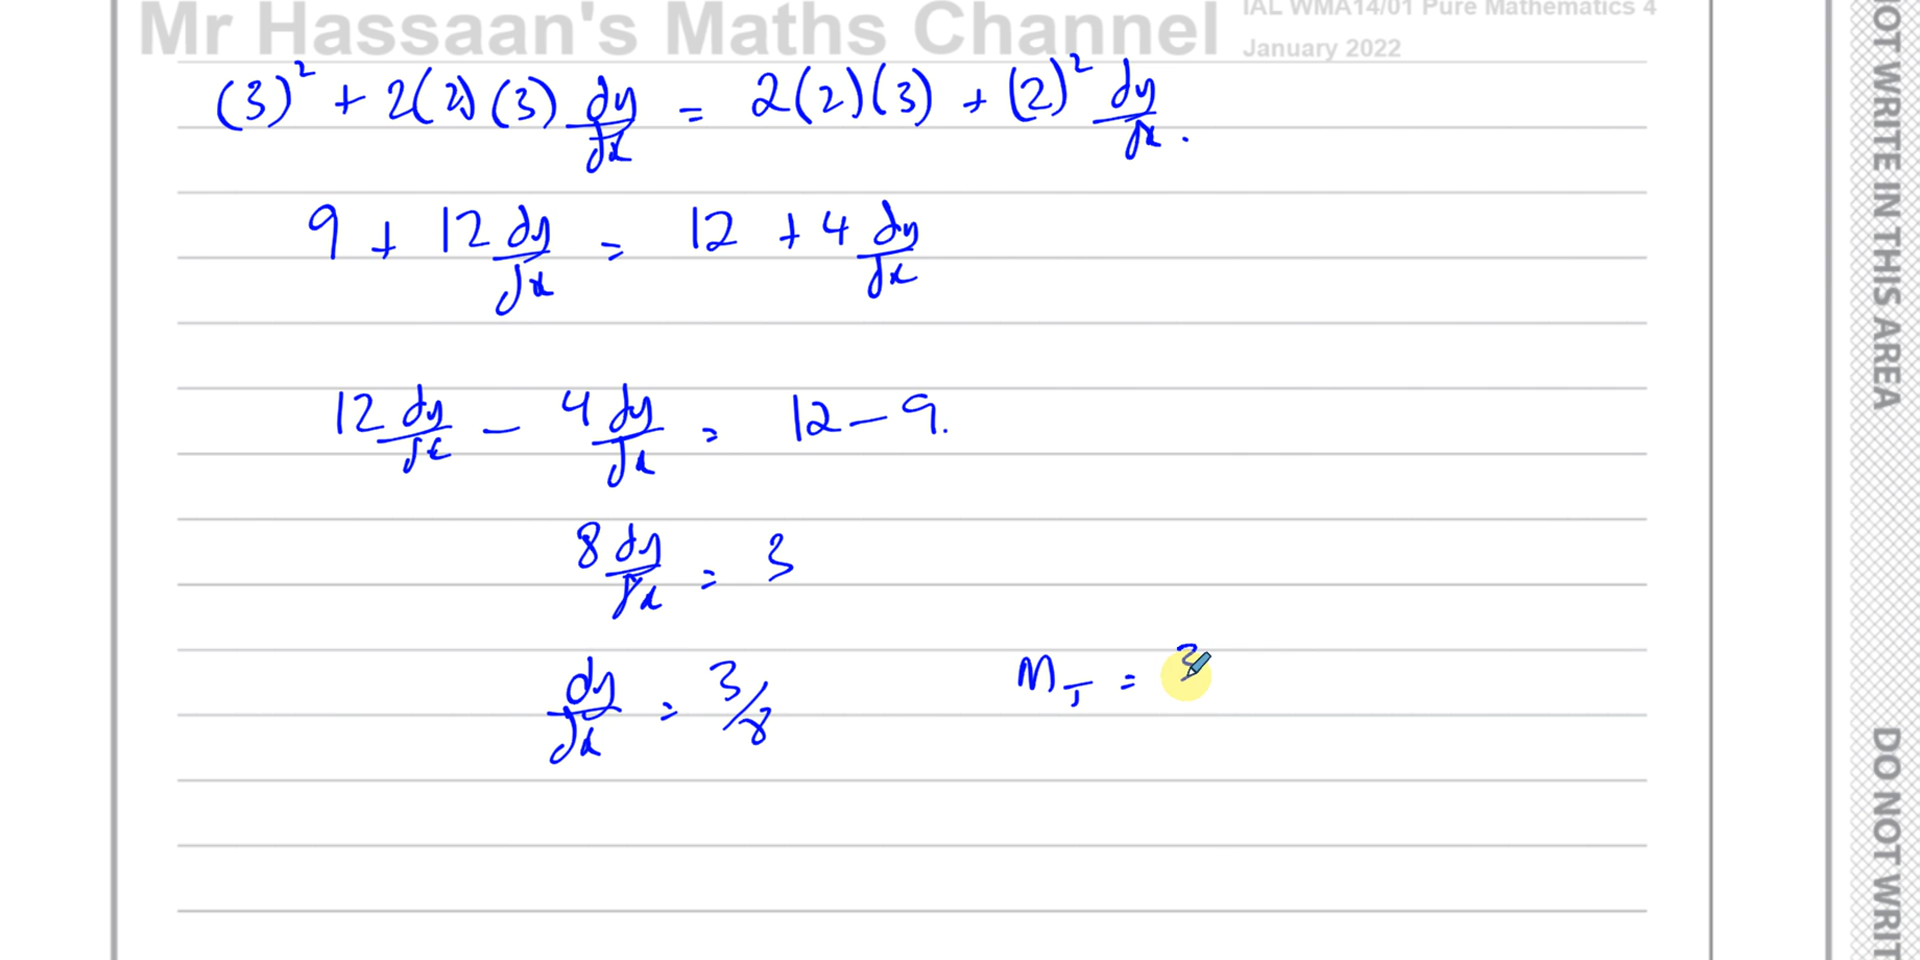 Mr Hassaan's Maths Channel
IAL WMA14/01 Pure Mathematics 4
January 2022
(3)² + 2(2)(3) dy/dx = 2(2)(3) + (2)² dy/dx.
9 + 12 dy/dx = 12 + 4 dy/dx
12 dy/dx - 4 dy/dx = 12 - 9.
8 dy/dx = 3
dy/dx = 3/8
M_T = 3
OT WRITE IN THIS AREA
DO NOT WRIT